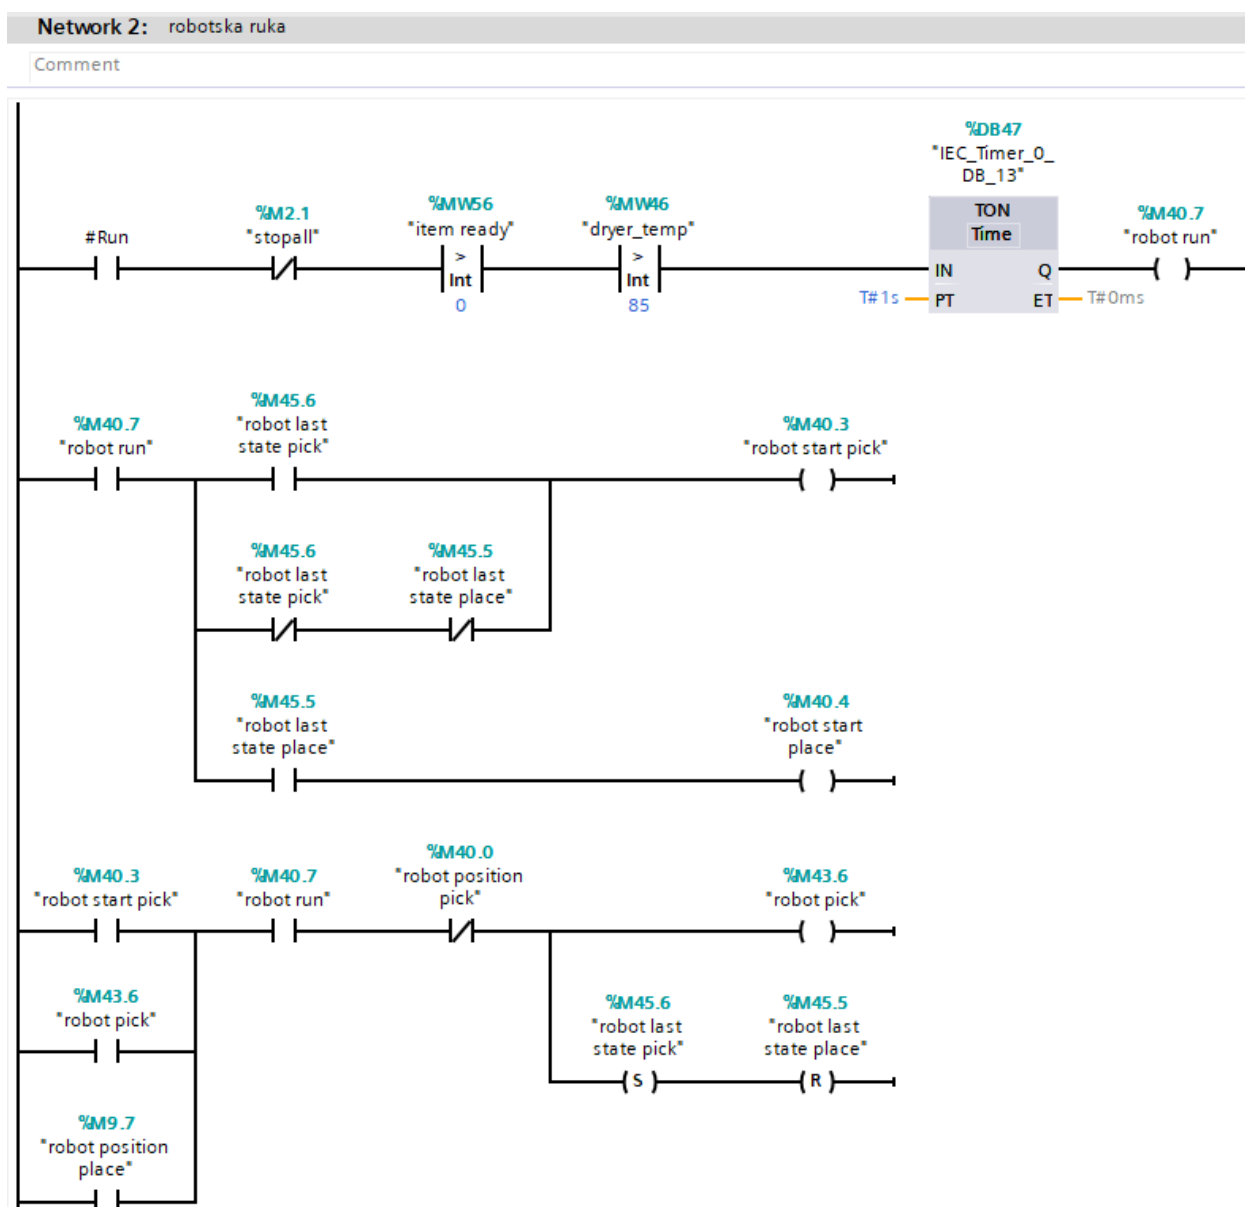 Network 2: robotska ruka
Comment
%DB47
"IEC_Timer_0_
DB_13"
%M2.1
%MW56
%MW46
TON
%M40.7
#Run
"stopall"
"item ready"
"dryer_temp"
Time
"robot run"
>
>
Int
Int
IN
Q
0
85
T#1s
PT
ET
T#0ms
%M45.6
%M40.7
"robot last
%M40.3
"robot run"
state pick"
"robot start pick"
%M45.6
%M45.5
"robot last
"robot last
state pick"
state place"
%M45.5
%M40.4
"robot last
"robot start
state place"
place"
%M40.0
%M40.3
%M40.7
"robot position
%M43.6
"robot start pick"
"robot run"
pick"
"robot pick"
%M43.6
%M45.6
%M45.5
"robot pick"
"robot last
"robot last
state pick"
state place"
S
R
%M9.7
"robot position
place"